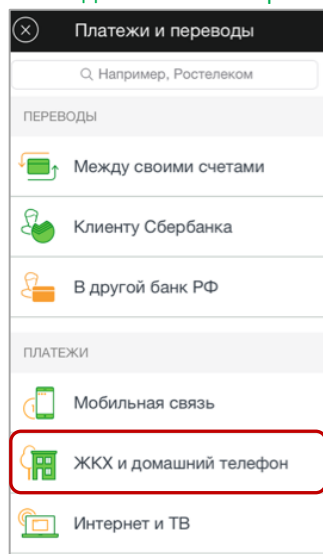 Платежи и переводы
Например, Ростелеком
ПЕРЕВОДЫ
Между своими счетами
Клиенту Сбербанка
В другой банк РФ
ПЛАТЕЖИ
Мобильная связь
ЖКХ и домашний телефон
Интернет и ТВ